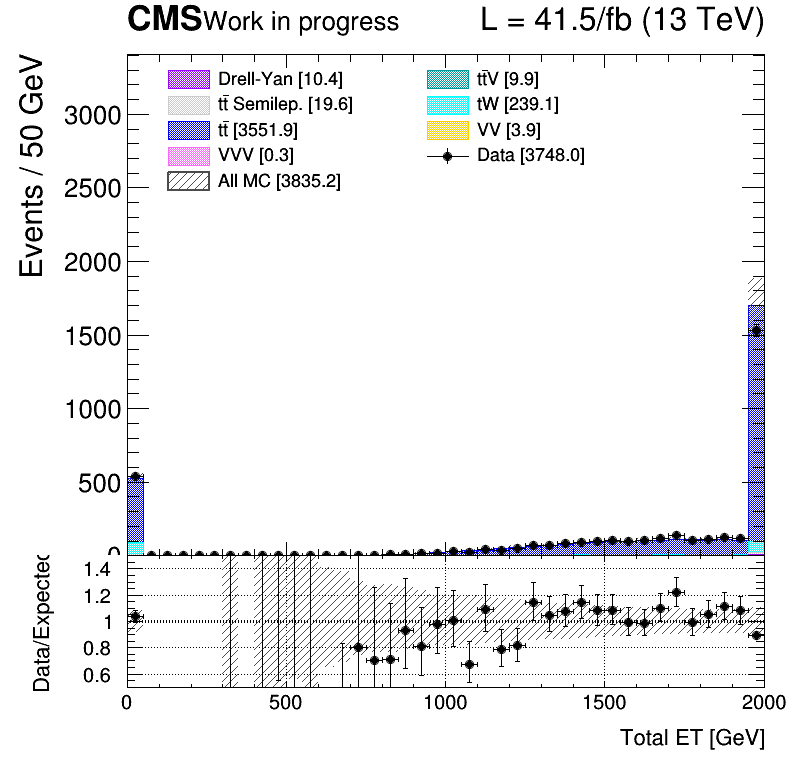 CMS Work in progress L = 41.5/fb (13 TeV)
Events / 50 GeV
Drell-Yan [10.4]
tt̄ Semilep. [19.6]
tt̄ [3551.9]
VVV [0.3]
All MC [3835.2]
tt̄V [9.9]
tW [239.1]
VV [3.9]
Data [3748.0]
3000
2500
2000
1500
1000
500
0
Data/Expected
1.4
1.2
1
0.8
0.6
0 500 1000 1500 2000
Total ET [GeV]